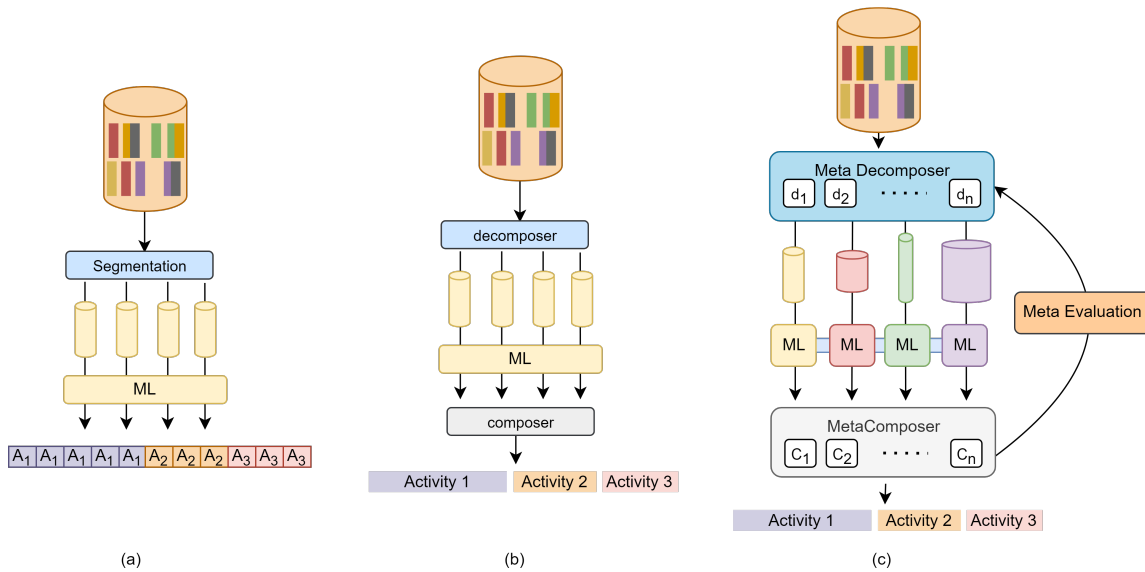 Segmentation
ML
A1 A1 A1 A1 A1 A2 A2 A2 A3 A3 A3
(a)
decomposer
ML
composer
Activity 1 Activity 2 Activity 3
(b)
Meta Decomposer
d1 d2 ..... dn
Meta Evaluation
ML ML ML ML
MetaComposer
C1 C2 ..... Cn
Activity 1 Activity 2 Activity 3
(c)